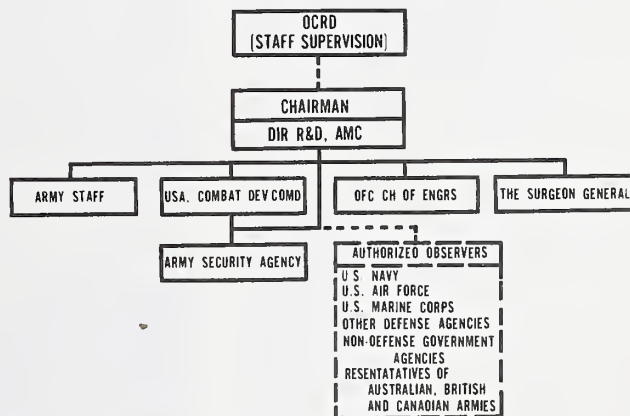 OCRD
(STAFF SUPERVISION)
CHAIRMAN
DIR R&D, AMC
ARMY STAFF
USA. COMBAT DEV COMD
OFC CH OF ENGRS
THE SURGEON GENERAL
ARMY SECURITY AGENCY
AUTHORIZED OBSERVERS
U.S. NAVY
U.S. AIR FORCE
U.S. MARINE CORPS
OTHER DEFENSE AGENCIES
NON-DEFENSE GOVERNMENT
AGENCIES
RESENTATATIVES OF
AUSTRALIAN, BRITISH
AND CANADIAN ARMIES